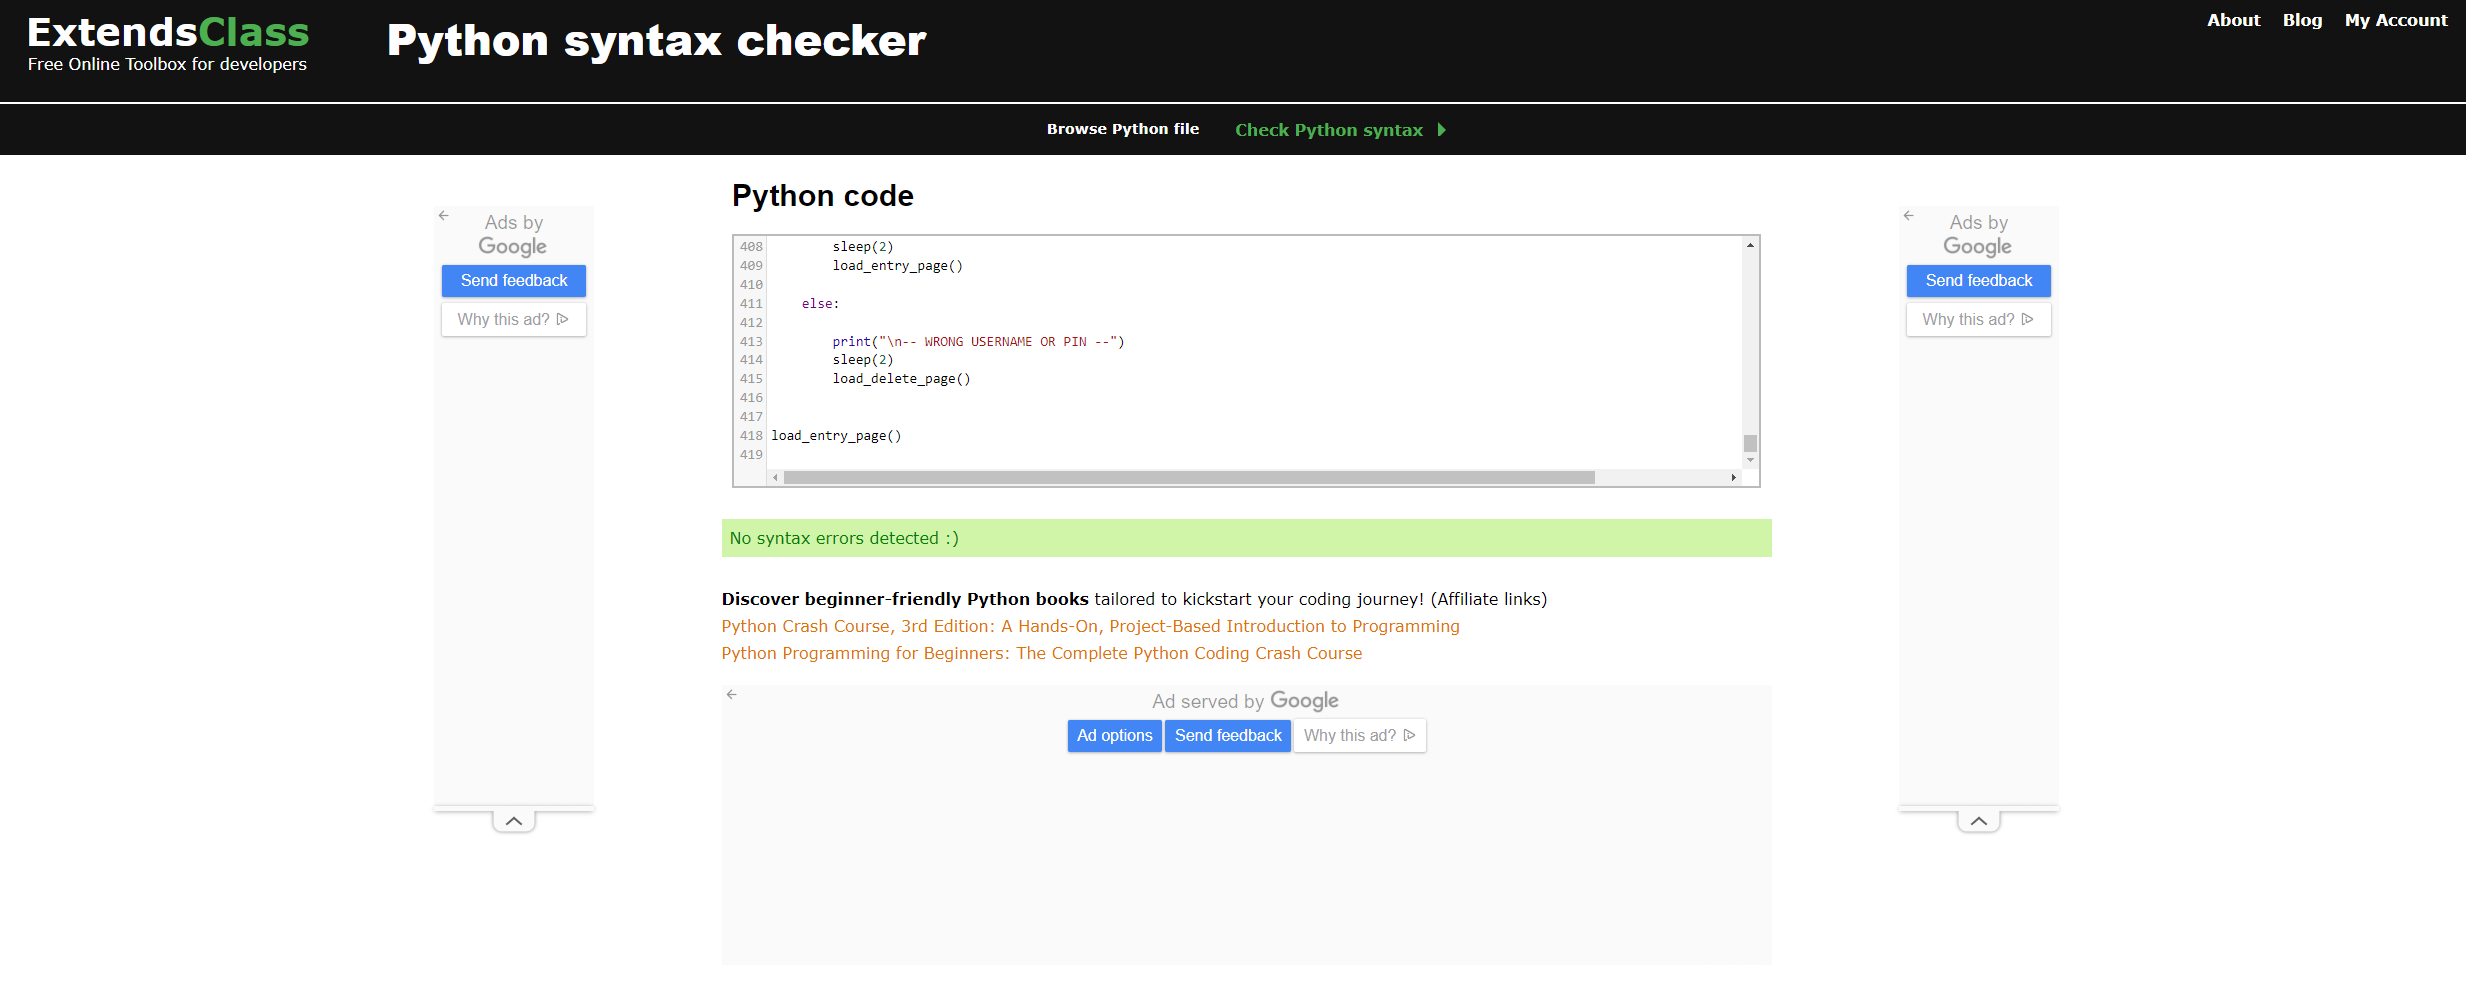 ExtendsClass
Free Online Toolbox for developers
Python syntax checker
About Blog My Account
Browse Python file Check Python syntax
Python code
Ads by
Google
Send feedback
Why this ad?
408 sleep(2)
409 load_entry_page()
410
411 else:
412
413 print("\n-- WRONG USERNAME OR PIN --")
414 sleep(2)
415 load_delete_page()
416
417
418 load_entry_page()
419
Ads by
Google
Send feedback
Why this ad?
No syntax errors detected :)
Discover beginner-friendly Python books tailored to kickstart your coding journey! (Affiliate links)
Python Crash Course, 3rd Edition: A Hands-On, Project-Based Introduction to Programming
Python Programming for Beginners: The Complete Python Coding Crash Course
Ad served by Google
Ad options Send feedback Why this ad?